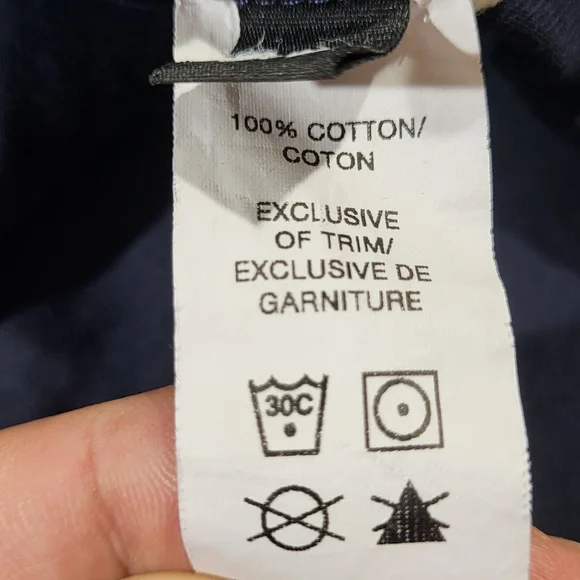 100% COTTON/
COTON
EXCLUSIVE
OF TRIM/
EXCLUSIVE DE
GARNITURE
30C